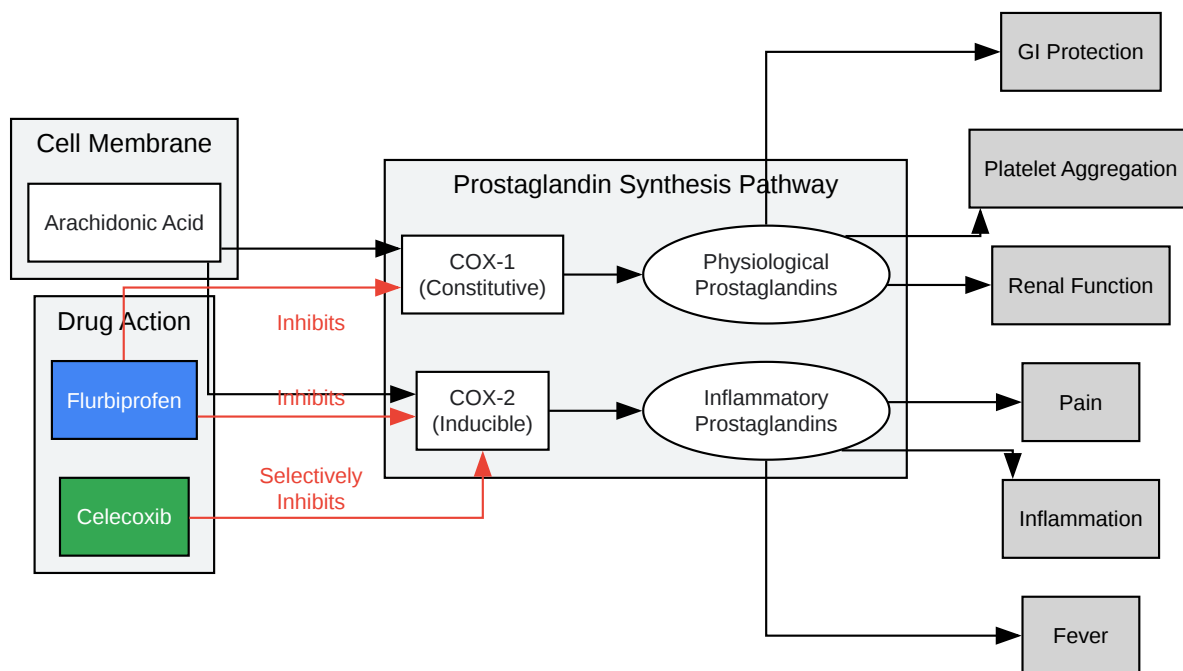 GI Protection
Cell Membrane
Platelet Aggregation
Prostaglandin Synthesis Pathway
Arachidonic Acid
COX-1
(Constitutive)
Physiological
Prostaglandins
Renal Function
Drug Action
Inhibits
Flurbiprofen
Inhibits
COX-2
(Inducible)
Inflammatory
Prostaglandins
Pain
Selectively
Inhibits
Celecoxib
Inflammation
Fever